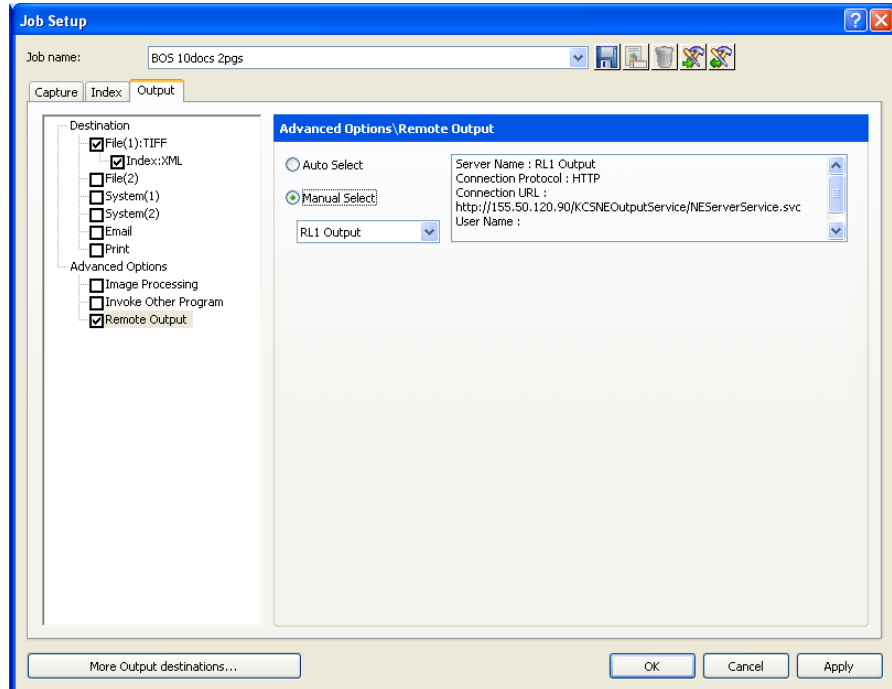 Job Setup
Job name:
BOS 10docs 2pgs
Capture
Index
Output
Destination
File(1):TIFF
Index:XML
File(2)
System(1)
System(2)
Email
Print
Advanced Options
Image Processing
Invoke Other Program
Remote Output
Advanced Options\Remote Output
Auto Select
Manual Select
RL1 Output
Server Name : RL1 Output
Connection Protocol : HTTP
Connection URL :
http://155.50.120.90/KCSNEOutputService/NEServerService.svc
User Name :
More Output destinations...
OK
Cancel
Apply